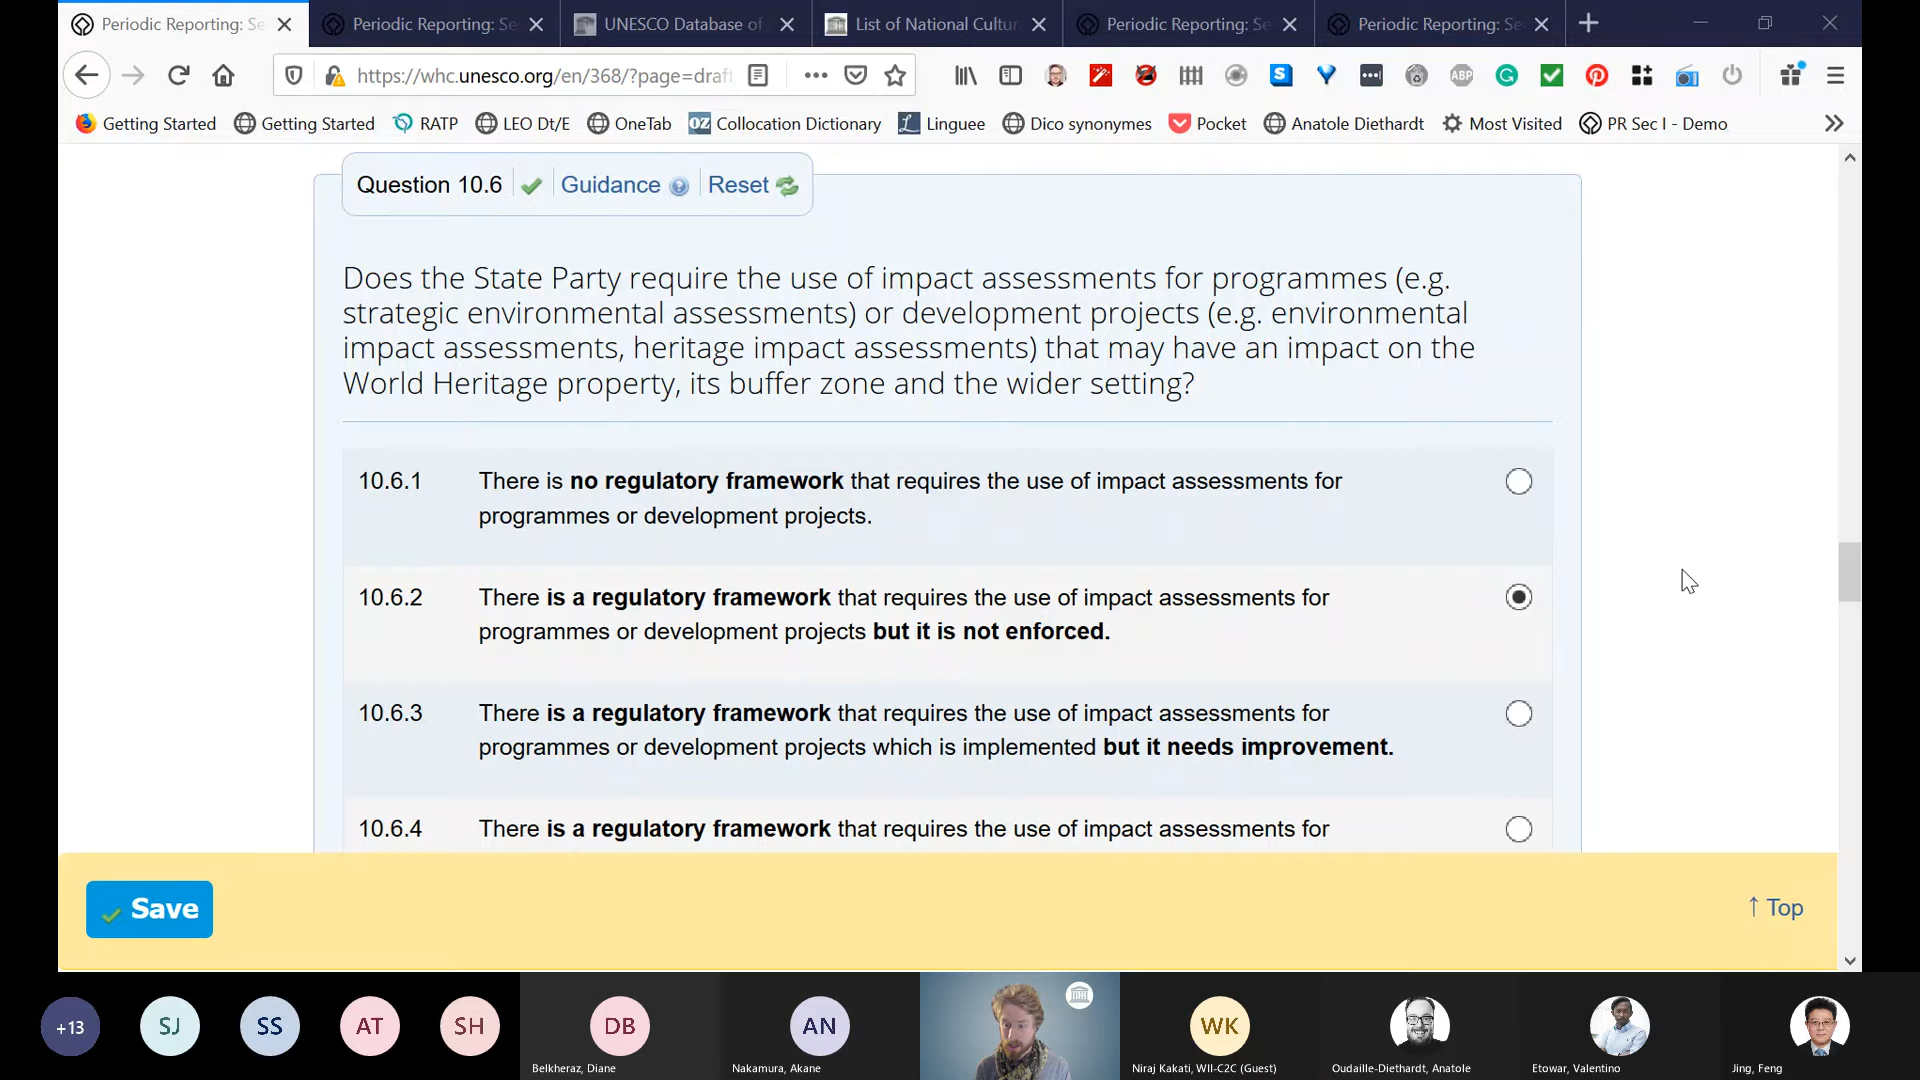 Periodic Reporting: Se
Periodic Reporting: Se
UNESCO Database of
List of National Cultur
Periodic Reporting: Se
Periodic Reporting: Se
https://whc.unesco.org/en/368/?page=draf
S
ABP
Getting Started
Getting Started
RATP
LEO Dt/E
OneTab
OZ
Collocation Dictionary
L
Linguee
Dico synonymes
Pocket
Anatole Diethardt
Most Visited
PR Sec I - Demo
Question 10.6
Guidance
Reset
Does the State Party require the use of impact assessments for programmes (e.g.
strategic environmental assessments) or development projects (e.g. environmental
impact assessments, heritage impact assessments) that may have an impact on the
World Heritage property, its buffer zone and the wider setting?
10.6.1 There is no regulatory framework that requires the use of impact assessments for
programmes or development projects.
10.6.2 There is a regulatory framework that requires the use of impact assessments for
programmes or development projects but it is not enforced.
10.6.3 There is a regulatory framework that requires the use of impact assessments for
programmes or development projects which is implemented but it needs improvement.
10.6.4 There is a regulatory framework that requires the use of impact assessments for
Save
↑ Top
+13
SJ
SS
AT
SH
DB
AN
WK
Belkheraz, Diane
Nakamura, Akane
Niraj Kakati, WII-C2C (Guest)
Oudaille-Diethardt, Anatole
Etowar, Valentino
Jing, Feng